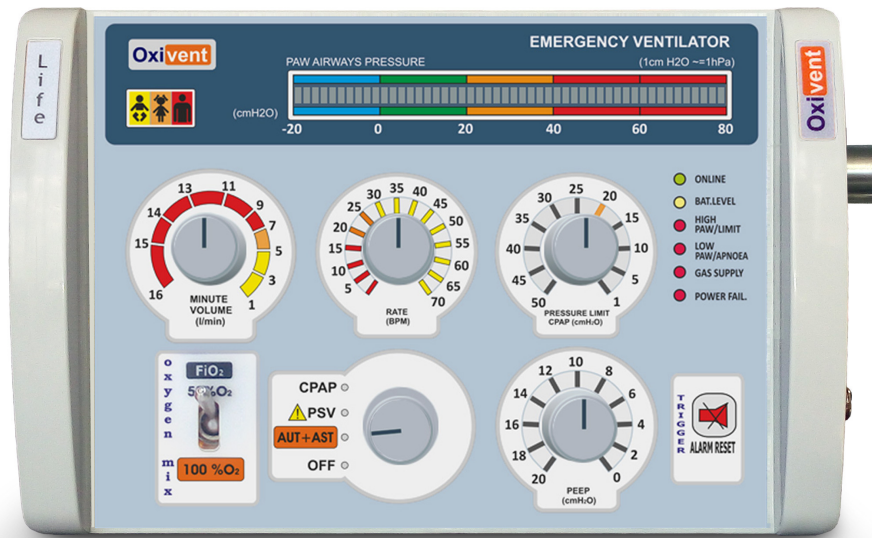 Life
Oxivent
EMERGENCY VENTILATOR
PAW AIRWAYS PRESSURE
(1cm H2O ~=1hPa)
(cmH2O)
-20 0 20 40 60 80
Oxivent
16 15 14 13 11 9 7 5 3 1
MINUTE
VOLUME
(l/min)
5 10 15 20 25 30 35 40 45 50 55 60 65 70
RATE
(BPM)
50 45 40 35 30 25 20 15 10 5 1
PRESSURE LIMIT
CPAP (cmH₂O)
ONLINE
BAT.LEVEL
HIGH
PAW/LIMIT
LOW
PAW/APNOEA
GAS SUPPLY
POWER FAIL.
oxygen mix
FiO₂
%O₂
100 %O₂
CPAP
PSV
AUT+AST
OFF
20 18 16 14 12 10 8 6 4 2 0
PEEP
(cmH₂O)
TRIGGER
ALARM RESET